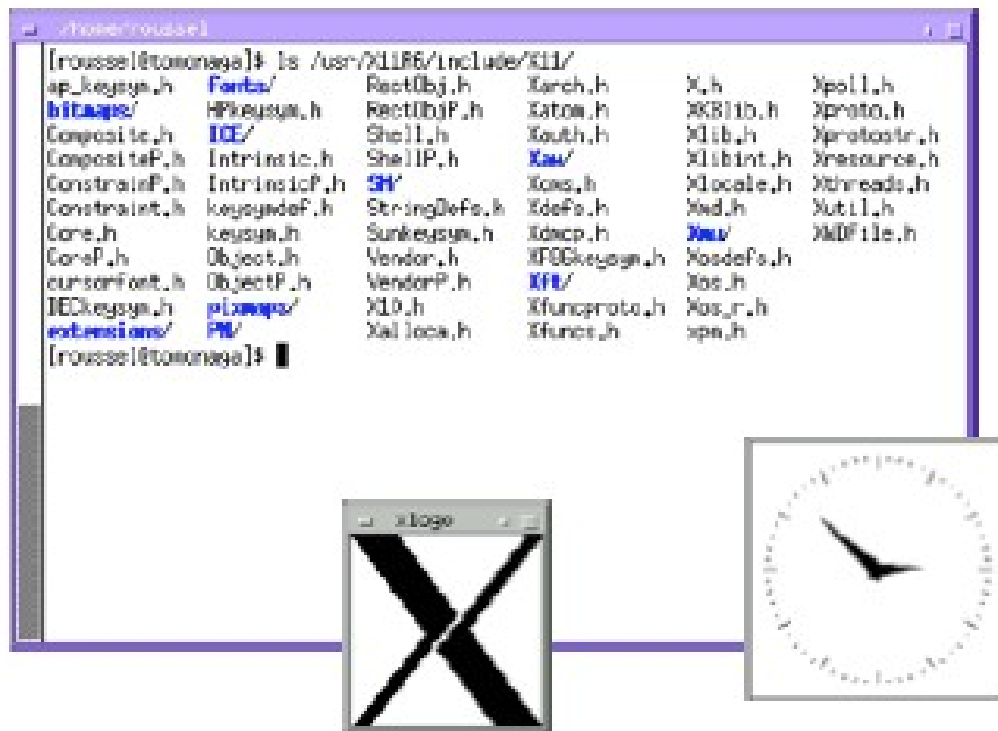 /home/roussel
[roussel@tomonaga]$ ls /usr/X11R6/include/X11/
ap_keysym.h fonts/ RectObj.h Xarch.h X.h Xpoll.h
bitmaps/ HPkeysym.h RectObjP.h Xatom.h XKBlib.h Xproto.h
Composite.h ICE/ Shell.h Xauth.h Xlib.h Xprotostr.h
CompositeP.h Intrinsic.h ShellP.h Xaw/ Xlibint.h Xresource.h
ConstrainP.h IntrinsicP.h SM/ Xcms.h Xlocale.h Xthreads.h
Constraint.h keysymdef.h StringDefs.h Xdefs.h Xmd.h Xutil.h
Core.h keysym.h Sunkeysym.h Xdmcp.h Xmu/ XWDFile.h
CoreP.h Object.h Vendor.h XF86keysym.h Xosdefs.h
cursorfont.h ObjectP.h VendorP.h Xft/ Xos.h
DECkeysym.h pixmaps/ X10.h Xfuncproto.h Xos_r.h
extensions/ PM/ Xalloca.h Xfuncs.h xpm.h
[roussel@tomonaga]$
xlogo